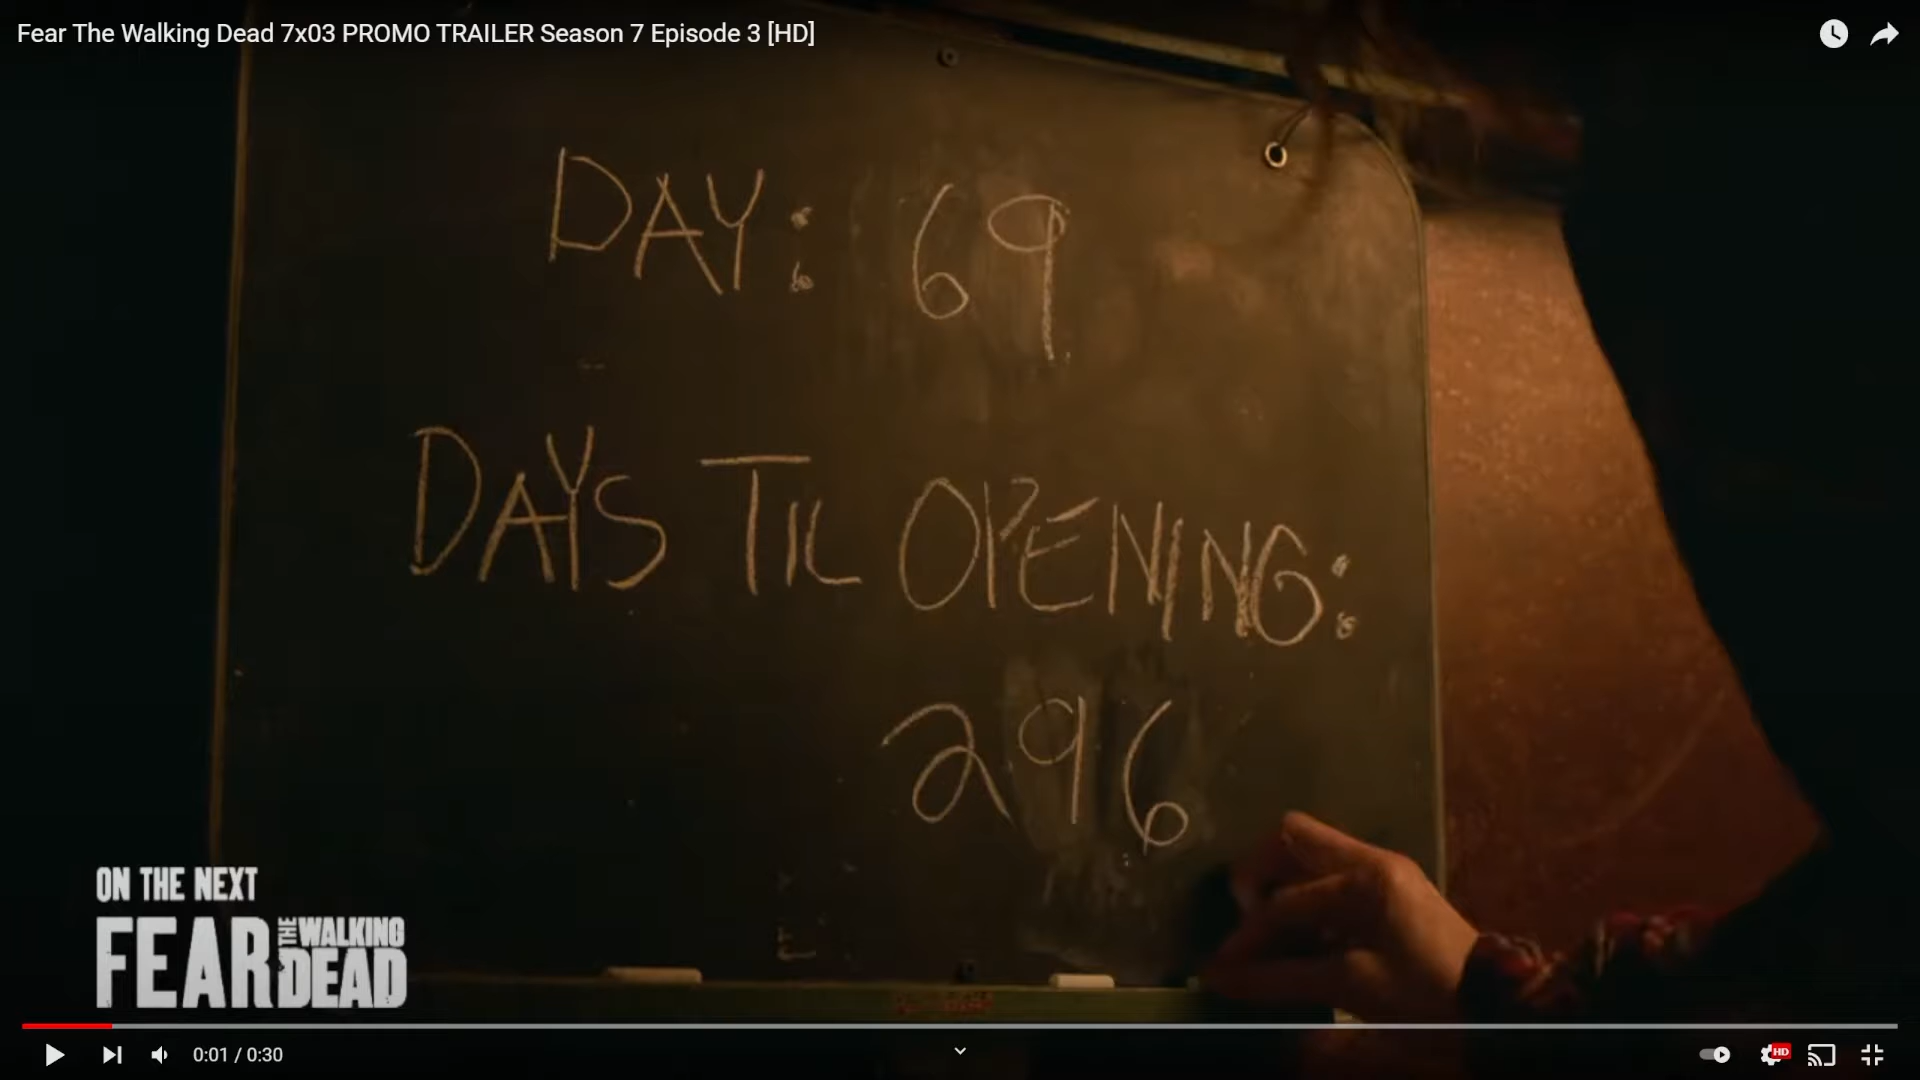 Fear The Walking Dead 7x03 PROMO TRAILER Season 7 Episode 3 [HD]
DAY: 69
DAYS TIL OPENING:
296
ON THE NEXT
FEAR THE WALKING DEAD
0:01 / 0:30
HD